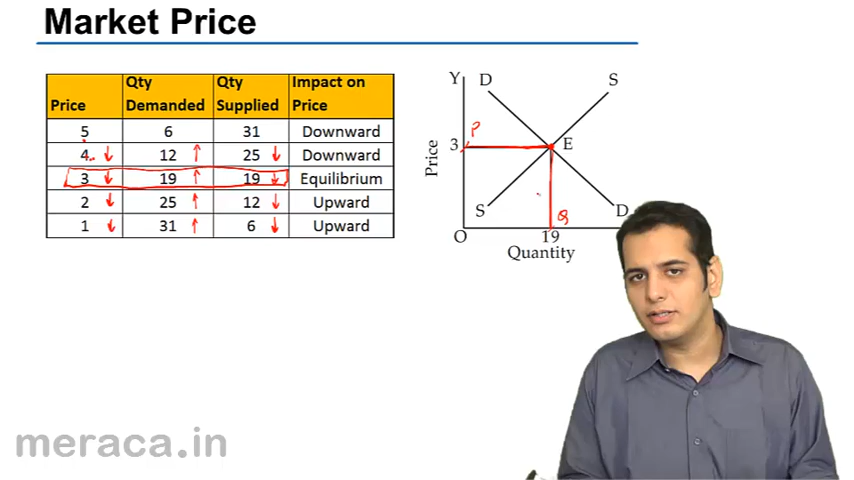 Market Price
Price Qty Demanded Qty Supplied Impact on Price
5 6 31 Downward
4 12 25 Downward
3 19 19 Equilibrium
2 25 12 Upward
1 31 6 Upward
Y D S
P
3 E
Price
S Q D
O 19
Quantity
meraca.in